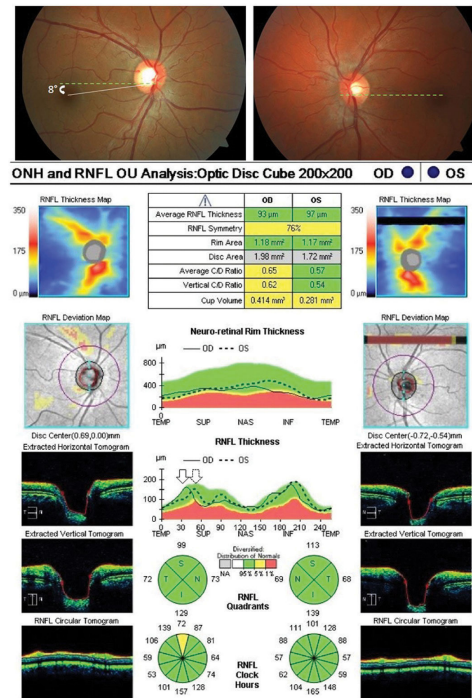 8°
ONH and RNFL OU Analysis:Optic Disc Cube 200x200 OD OS
RNFL Thickness Map
350
175
0 µm
OD OS
Average RNFL Thickness 93 µm 97 µm
RNFL Symmetry 76%
Rim Area 1.18 mm² 1.17 mm²
Disc Area 1.98 mm² 1.72 mm²
Average C/D Ratio 0.65 0.57
Vertical C/D Ratio 0.62 0.54
Cup Volume 0.414 mm³ 0.281 mm³
RNFL Thickness Map
350
175
0 µm
RNFL Deviation Map
Disc Center(0.69,0.00)mm
Neuro-retinal Rim Thickness
µm OD OS
800
400
0
TEMP SUP NAS INF TEMP
RNFL Deviation Map
Disc Center(-0.72,-0.54)mm
Extracted Horizontal Tomogram
RNFL Thickness
µm OD OS
200
100
0
0 30 60 90 120 150 180 210 240
TEMP SUP NAS INF TEMP
Extracted Horizontal Tomogram
T N
Extracted Vertical Tomogram
Extracted Vertical Tomogram
Diversified:
Distribution of Normals
NA 95% 5% 1%
99
72 S T N I 73
129
RNFL
Quadrants
113
69 S N T I 68
139
RNFL Circular Tomogram
72
139 87
106 81
59 64
53 74
101 128
157
RNFL
Clock
Hours
101
111 128
88 88
57 57
62 59
104 148
165
RNFL Circular Tomogram